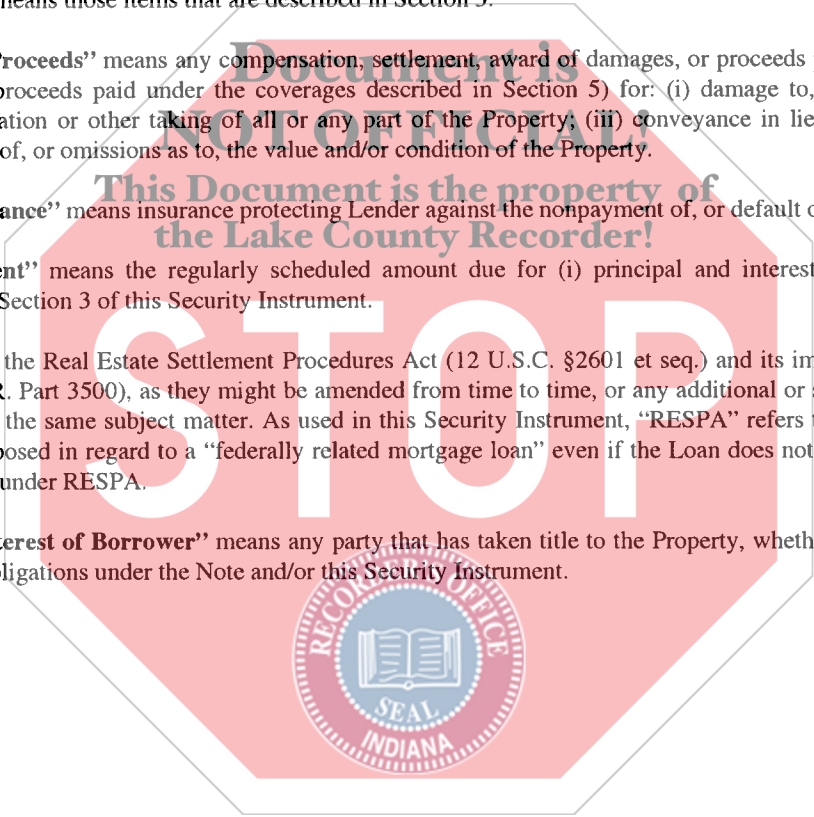 means those items that are described in Section 3.
Document is
Proceeds” means any compensation, settlement, award of damages, or proceeds
proceeds paid under the coverages described in Section 5) for: (i) damage to,
ation or other taking of all or any part of the Property; (iii) conveyance in lie
NOT OFFICIAL!
of, or omissions as to, the value and/or condition of the Property.
This Document is the property of
ance” means insurance protecting Lender against the nonpayment of, or default o
the Lake County Recorder!
ent” means the regularly scheduled amount due for (i) principal and interest
Section 3 of this Security Instrument.
STOP
the Real Estate Settlement Procedures Act (12 U.S.C. §2601 et seq.) and its im
R. Part 3500), as they might be amended from time to time, or any additional or
the same subject matter. As used in this Security Instrument, “RESPA” refers
posed in regard to a “federally related mortgage loan” even if the Loan does not
under RESPA.
terest of Borrower” means any party that has taken title to the Property, wheth
ligations under the Note and/or this Security Instrument.
RECORDER'S OFFICE
SEAL
INDIANA